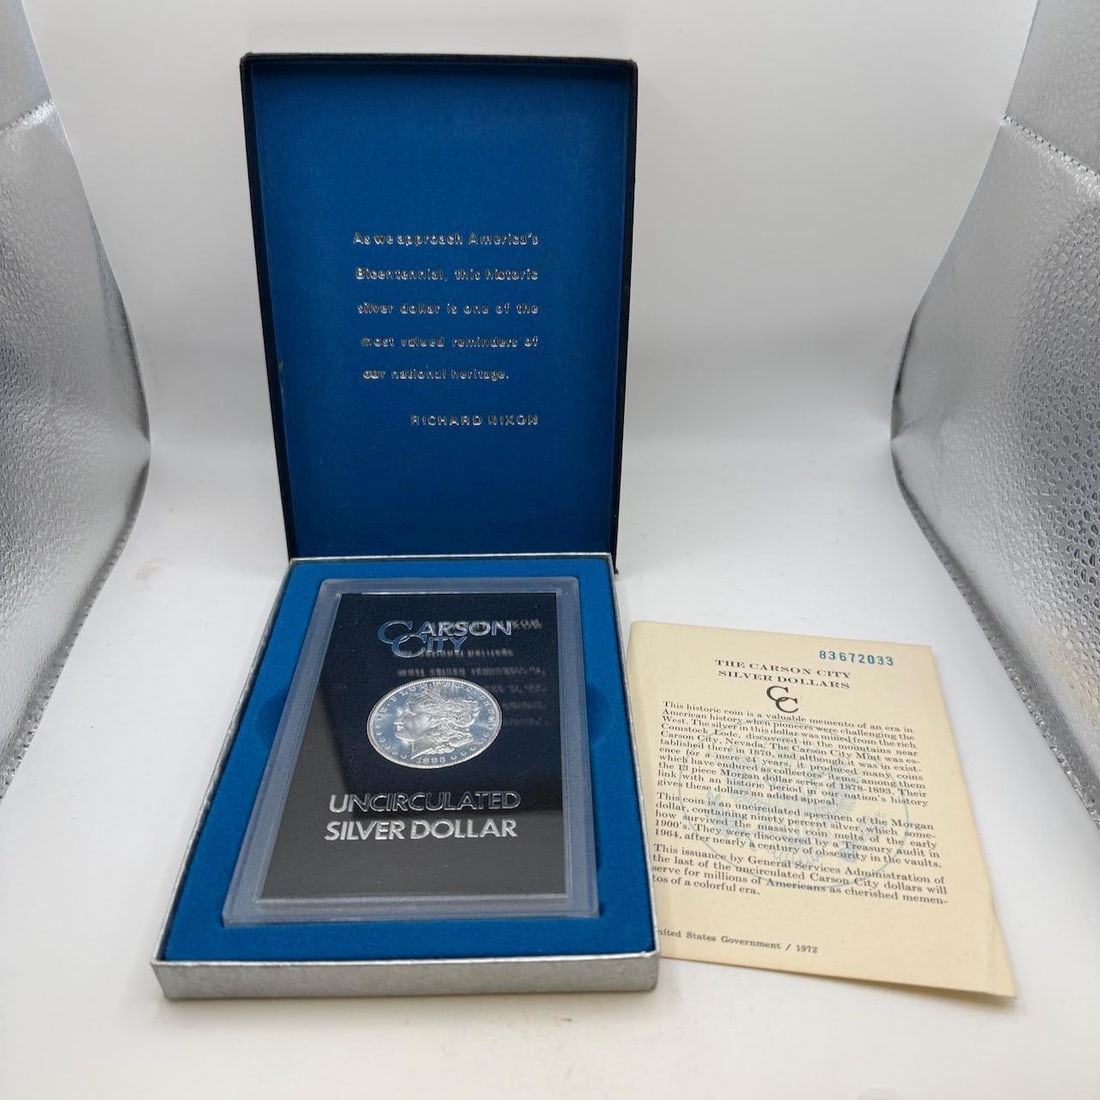 As we approach America's
Bicentennial, this historic
silver dollar is one of the
most valued reminders of
our national heritage.
RICHARD NIXON
CARSON
CITY
1883
UNCIRCULATED
SILVER DOLLAR
83672033
THE CARSON CITY
SILVER DOLLARS
CC
This historic coin is a valuable memento of an era in
American history when pioneers were challenging the
West. The silver in this dollar was mined from the rich
Comstock Lode, discovered in the mountains near
Carson City, Nevada. The Carson City Mint was es-
tablished there in 1870, and although it was in exist-
ence for a mere 24 years, it produced many coins
which have endured as collectors' items, among them
the 13 piece Morgan dollar series of 1878-1893. Their
link with an historic period in our nation's history
gives these dollars an added appeal.
This coin is an uncirculated specimen of the Morgan
dollar, containing ninety percent silver, which some-
how survived the massive coin melts of the early
1900's. They were discovered by a Treasury audit in
1964, after nearly a century of obscurity in the vaults.
This issuance by General Services Administration of
the last of the uncirculated Carson City dollars will
serve for millions of Americans as cherished memen-
tos of a colorful era.
nited States Government / 1972